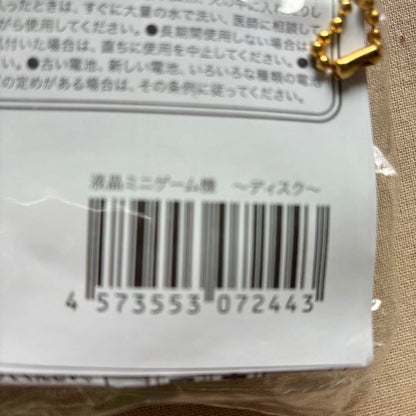 ったときは、すぐに大量の水で洗い、医師に相談して
がら使用してください。●長期間使用しない場合は
気付いた場合は、直ちに使用を中止してください。●
●古い電池、新しい電池、いろいろな種類の電池
の定めがある場合は、その条例に従ってください。
液晶ミニゲーム機 ～ディスク～
4 573553 072443